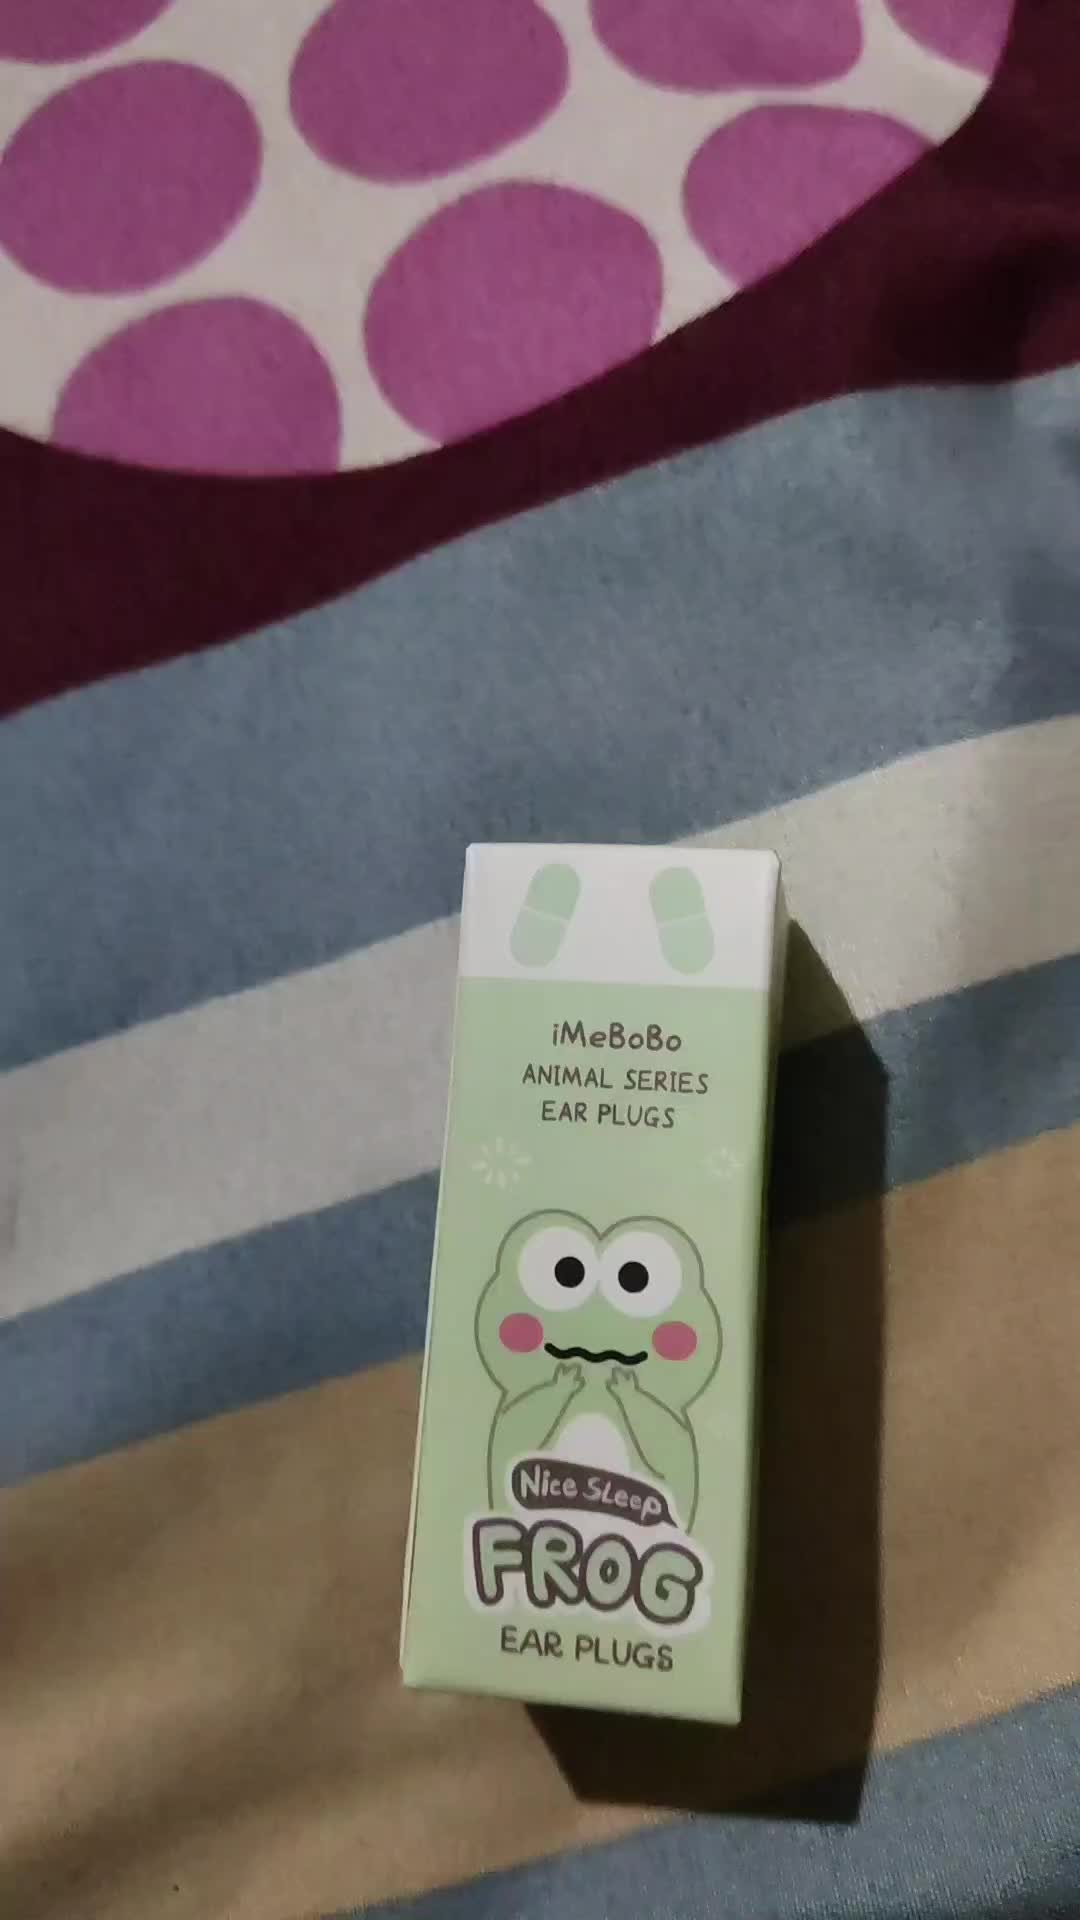 iMeBoBo
ANIMAL SERIES
EAR PLUGS
Nice Sleep
FROG
EAR PLUGS